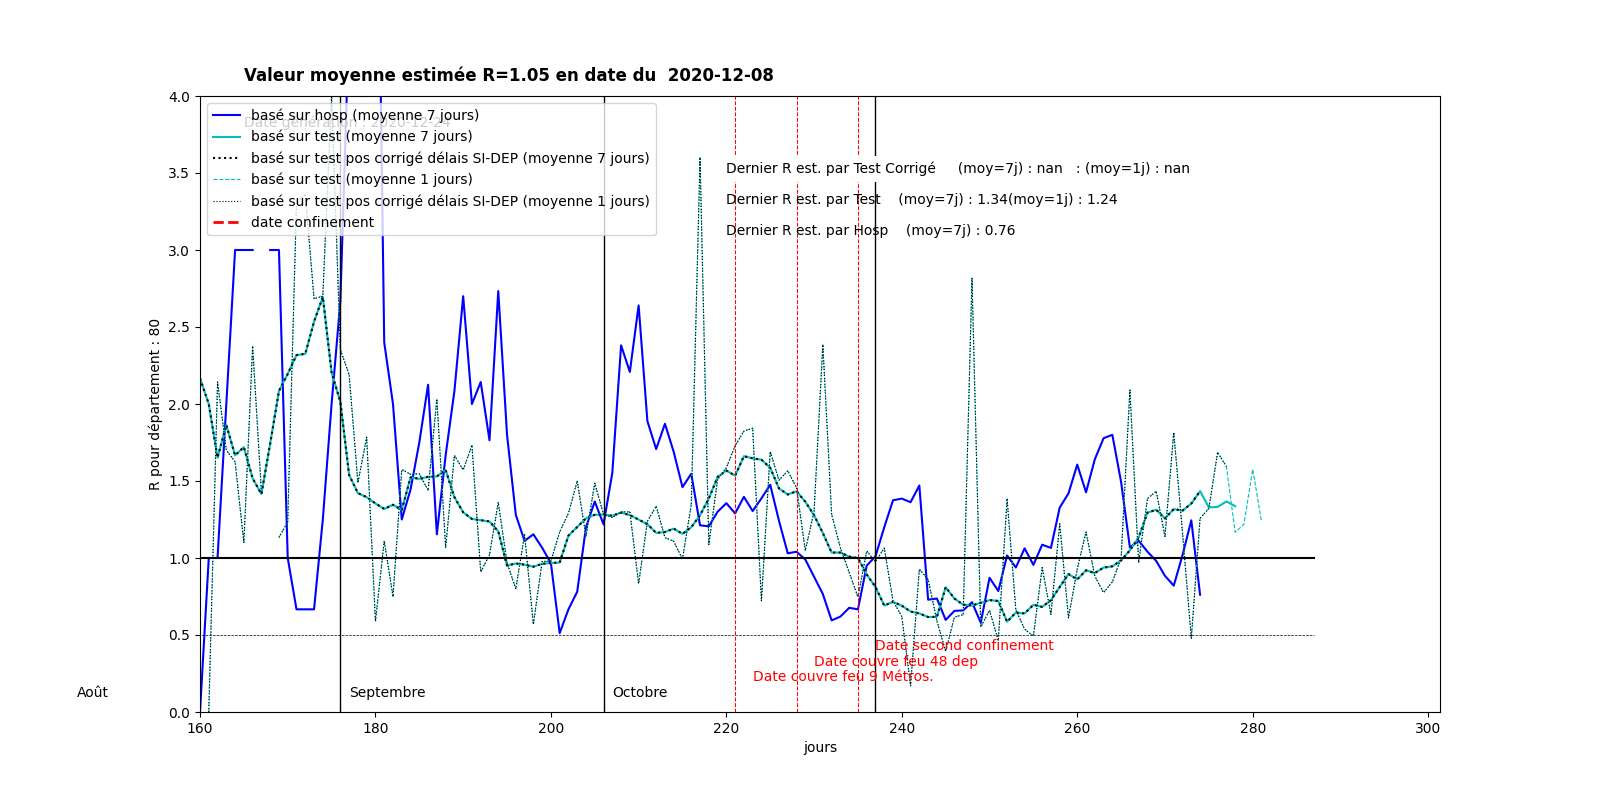 Valeur moyenne estimée R=1.05 en date du  2020-12-08
Date génération : 2020-12-24
basé sur hosp (moyenne 7 jours)
basé sur test (moyenne 7 jours)
basé sur test pos corrigé délais SI-DEP (moyenne 7 jours)
basé sur test (moyenne 1 jours)
basé sur test pos corrigé délais SI-DEP (moyenne 1 jours)
date confinement
Dernier R est. par Test Corrigé (moy=7j) : nan : (moy=1j) : nan
Dernier R est. par Test (moy=7j) : 1.34(moy=1j) : 1.24
Dernier R est. par Hosp (moy=7j) : 0.76
4.0
3.5
3.0
2.5
2.0
1.5
1.0
0.5
0.0
R pour département : 80
Date second confinement
Date couvre feu 48 dep
Date couvre feu 9 Métros.
Août
Septembre
Octobre
160 180 200 220 240 260 280 300
jours